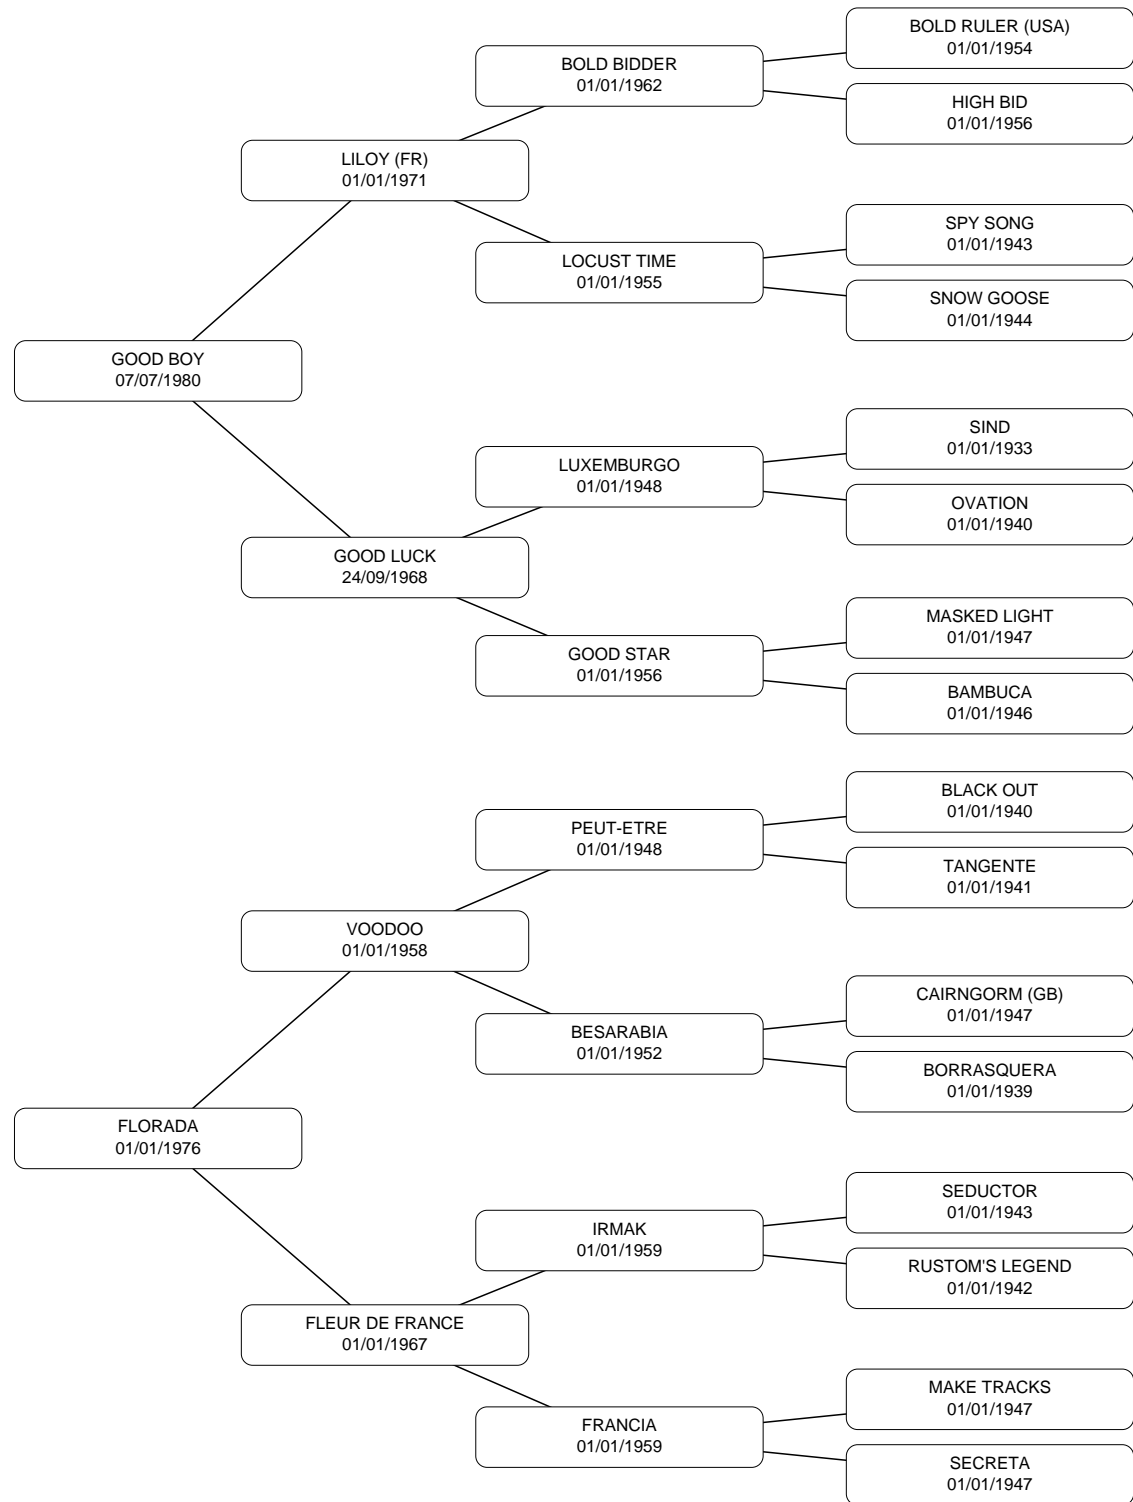 BOLD RULER (USA)
01/01/1954
BOLD BIDDER
01/01/1962
HIGH BID
01/01/1956
LILOY (FR)
01/01/1971
SPY SONG
01/01/1943
LOCUST TIME
01/01/1955
SNOW GOOSE
01/01/1944
GOOD BOY
07/07/1980
SIND
01/01/1933
LUXEMBURGO
01/01/1948
OVATION
01/01/1940
GOOD LUCK
24/09/1968
MASKED LIGHT
01/01/1947
GOOD STAR
01/01/1956
BAMBUCA
01/01/1946
BLACK OUT
01/01/1940
PEUT-ETRE
01/01/1948
TANGENTE
01/01/1941
VOODOO
01/01/1958
CAIRNGORM (GB)
01/01/1947
BESARABIA
01/01/1952
BORRASQUERA
01/01/1939
FLORADA
01/01/1976
SEDUCTOR
01/01/1943
IRMAK
01/01/1959
RUSTOM'S LEGEND
01/01/1942
FLEUR DE FRANCE
01/01/1967
MAKE TRACKS
01/01/1947
FRANCIA
01/01/1959
SECRETA
01/01/1947